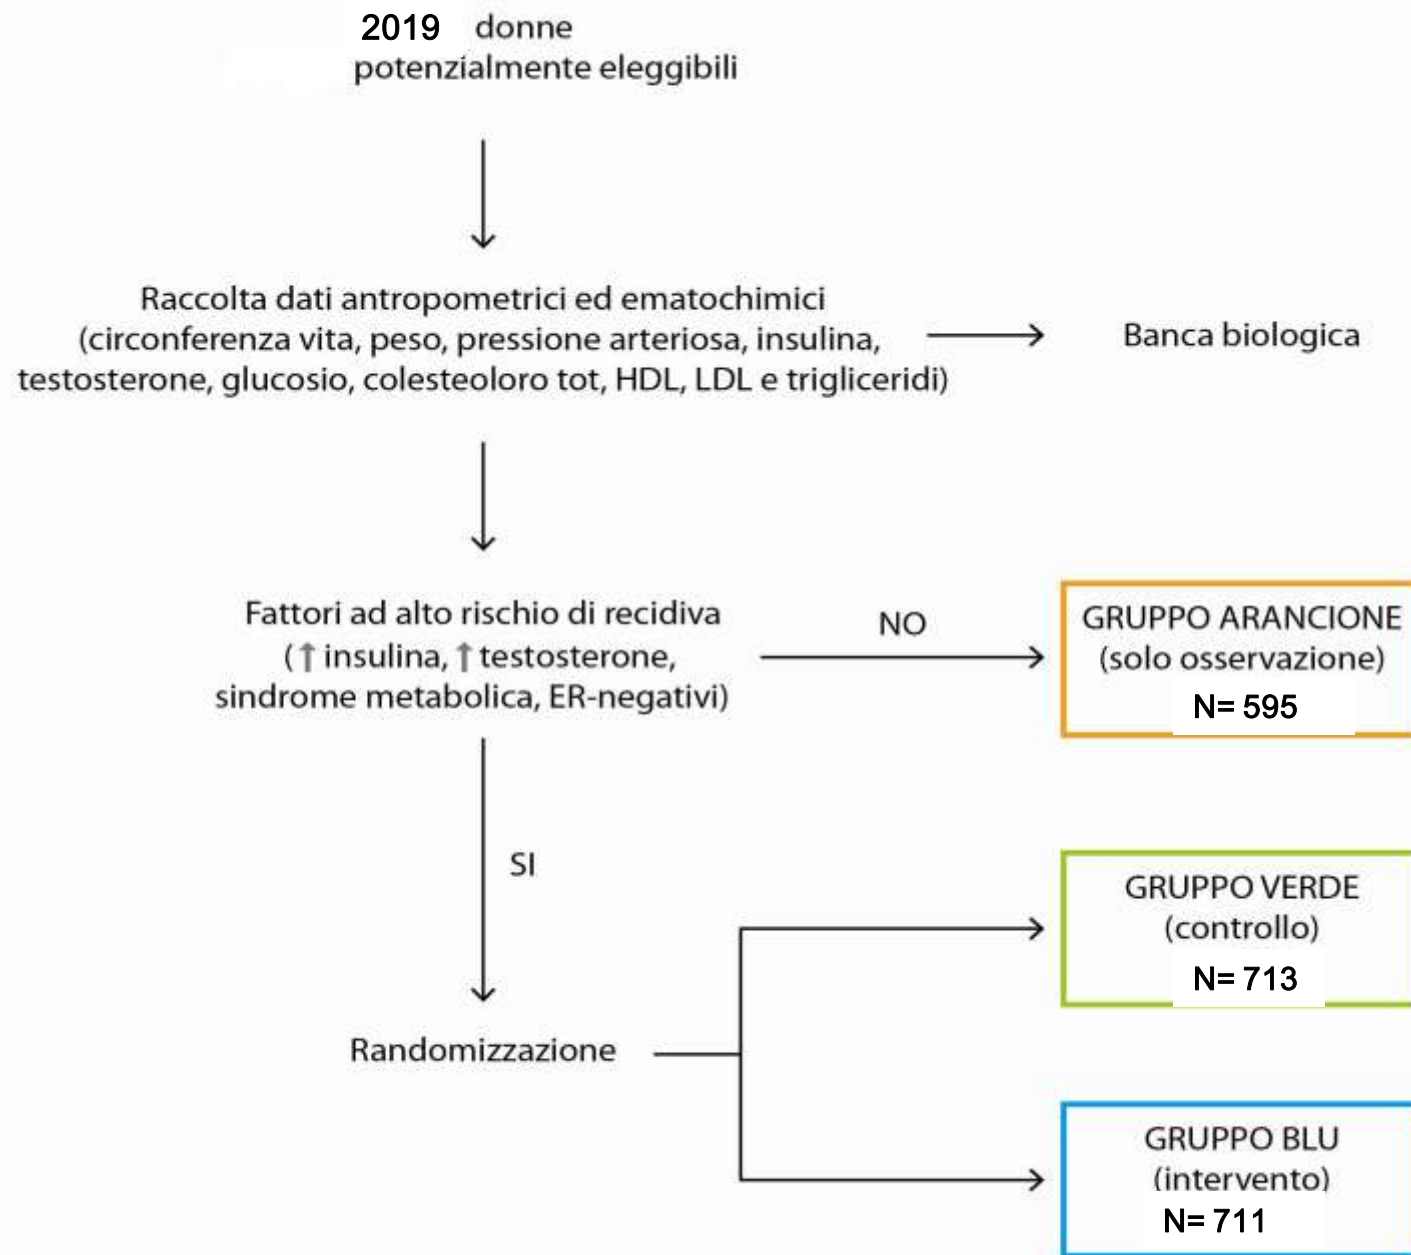 2019 donne
potenzialmente eleggibili
Raccolta dati antropometrici ed ematochimici
(circonferenza vita, peso, pressione arteriosa, insulina,
testosterone, glucosio, colesteoloro tot, HDL, LDL e trigliceridi)
Banca biologica
Fattori ad alto rischio di recidiva
(↑ insulina, ↑ testosterone,
sindrome metabolica, ER-negativi)
NO
GRUPPO ARANCIONE
(solo osservazione)
N= 595
SI
GRUPPO VERDE
(controllo)
N= 713
Randomizzazione
GRUPPO BLU
(intervento)
N= 711